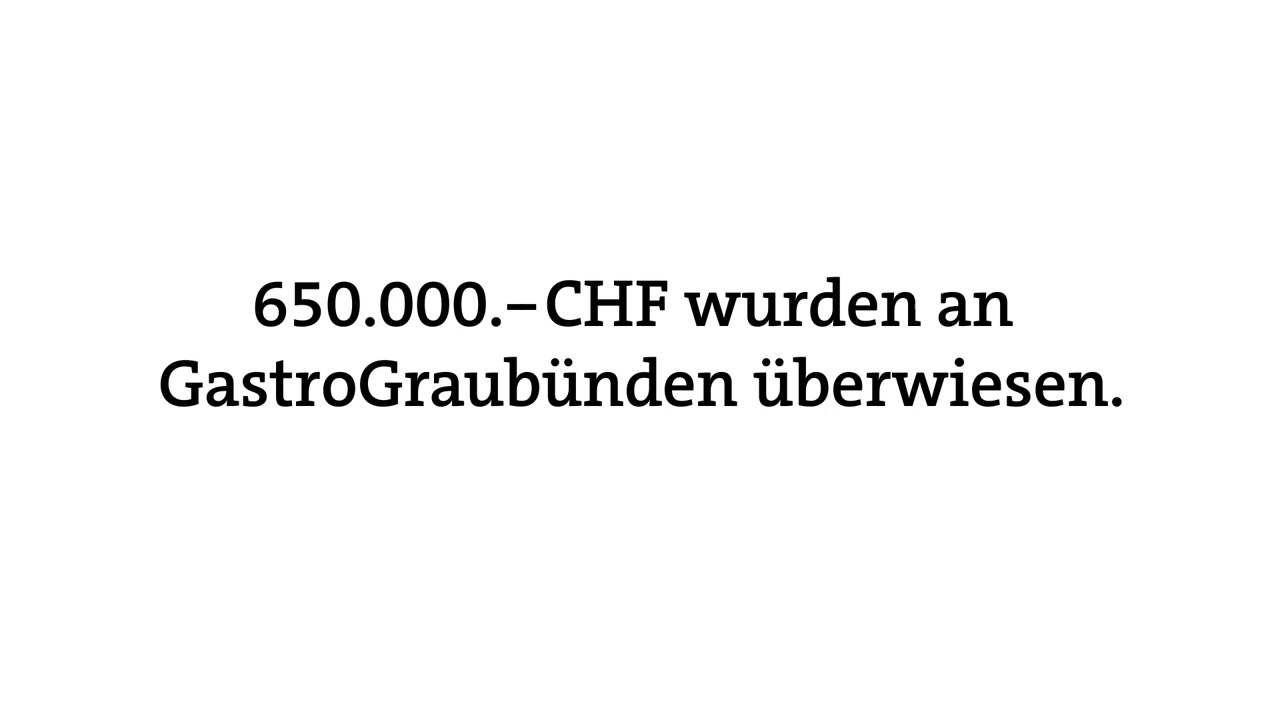 650.000.– CHF wurden an
GastroGraubünden überwiesen.